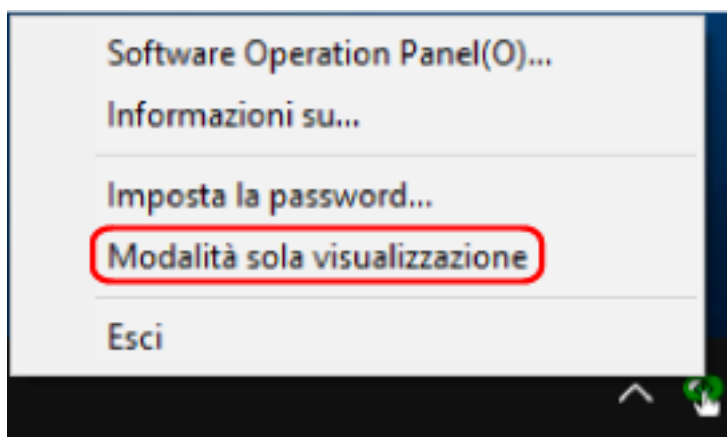 Software Operation Panel(O)...
Informazioni su...
Imposta la password...
Modalità sola visualizzazione
Esci